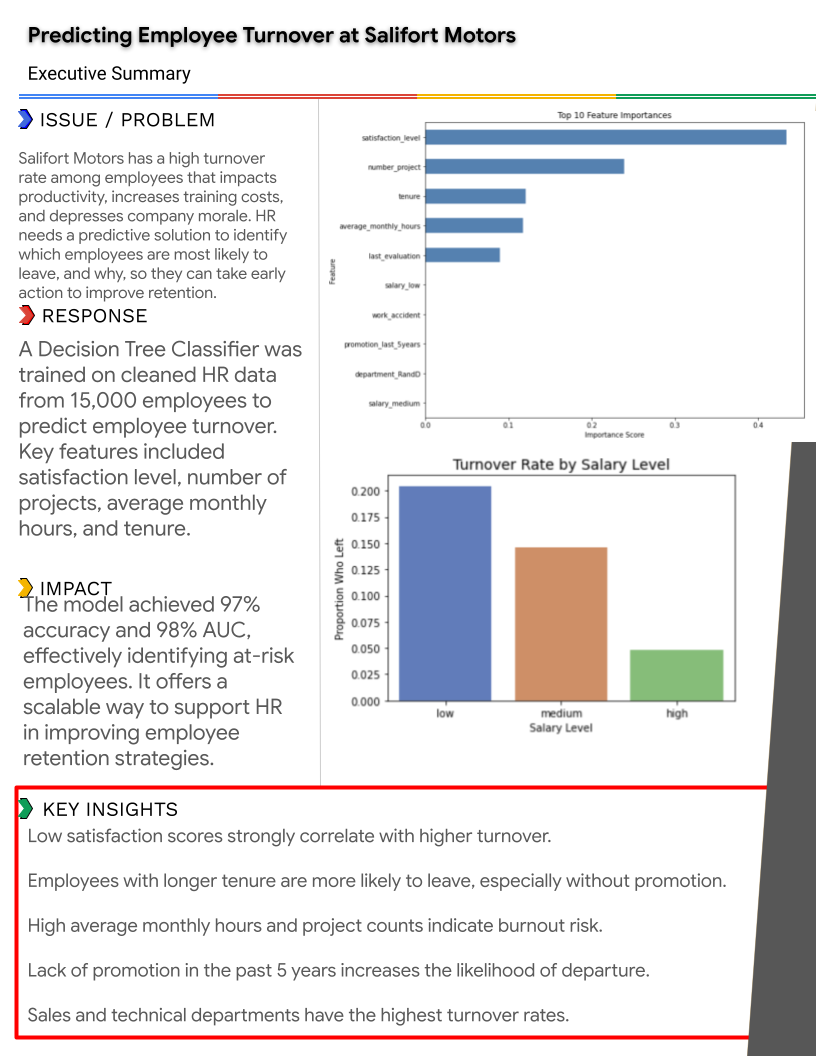 Predicting Employee Turnover at Salifort Motors
Executive Summary
ISSUE / PROBLEM
Salifort Motors has a high turnover
rate among employees that impacts
productivity, increases training costs,
and depresses company morale. HR
needs a predictive solution to identify
which employees are most likely to
leave, and why, so they can take early
action to improve retention.
RESPONSE
A Decision Tree Classifier was
trained on cleaned HR data
from 15,000 employees to
predict employee turnover.
Key features included
satisfaction level, number of
projects, average monthly
hours, and tenure.
IMPACT
The model achieved 97%
accuracy and 98% AUC,
effectively identifying at-risk
employees. It offers a
scalable way to support HR
in improving employee
retention strategies.
Top 10 Feature Importances
Feature
satisfaction_level
number_project
tenure
average_monthly_hours
last_evaluation
salary_low
work_accident
promotion_last_5years
department_RandD
salary_medium
0.0 0.1 0.2 0.3 0.4
Importance Score
Turnover Rate by Salary Level
Proportion Who Left
0.200
0.175
0.150
0.125
0.100
0.075
0.050
0.025
0.000
low medium high
Salary Level
KEY INSIGHTS
Low satisfaction scores strongly correlate with higher turnover.
Employees with longer tenure are more likely to leave, especially without promotion.
High average monthly hours and project counts indicate burnout risk.
Lack of promotion in the past 5 years increases the likelihood of departure.
Sales and technical departments have the highest turnover rates.